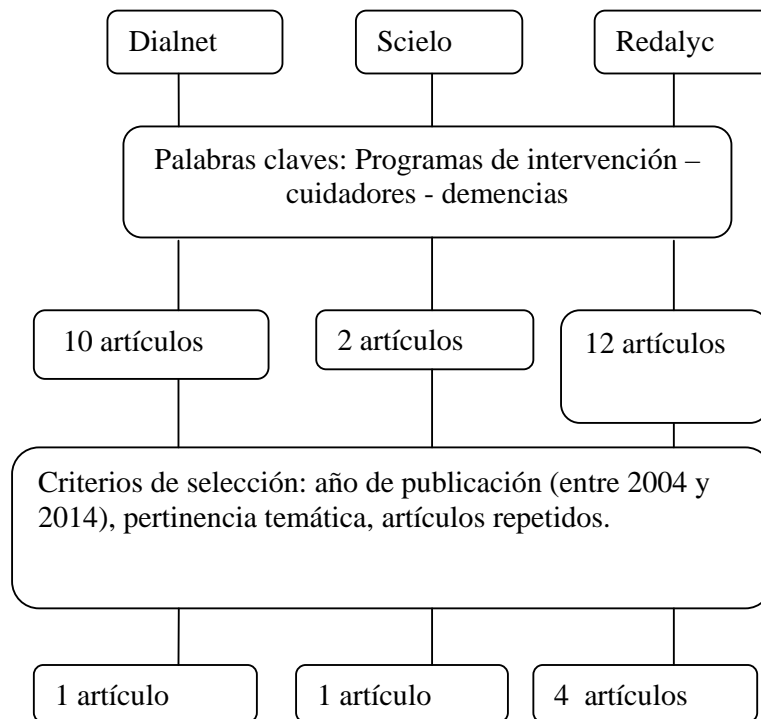 Dialnet
Scielo
Redalyc
Palabras claves: Programas de intervención –
cuidadores - demencias
10 artículos
2 artículos
12 artículos
Criterios de selección: año de publicación (entre 2004 y
2014), pertinencia temática, artículos repetidos.
1 artículo
1 artículo
4 artículos